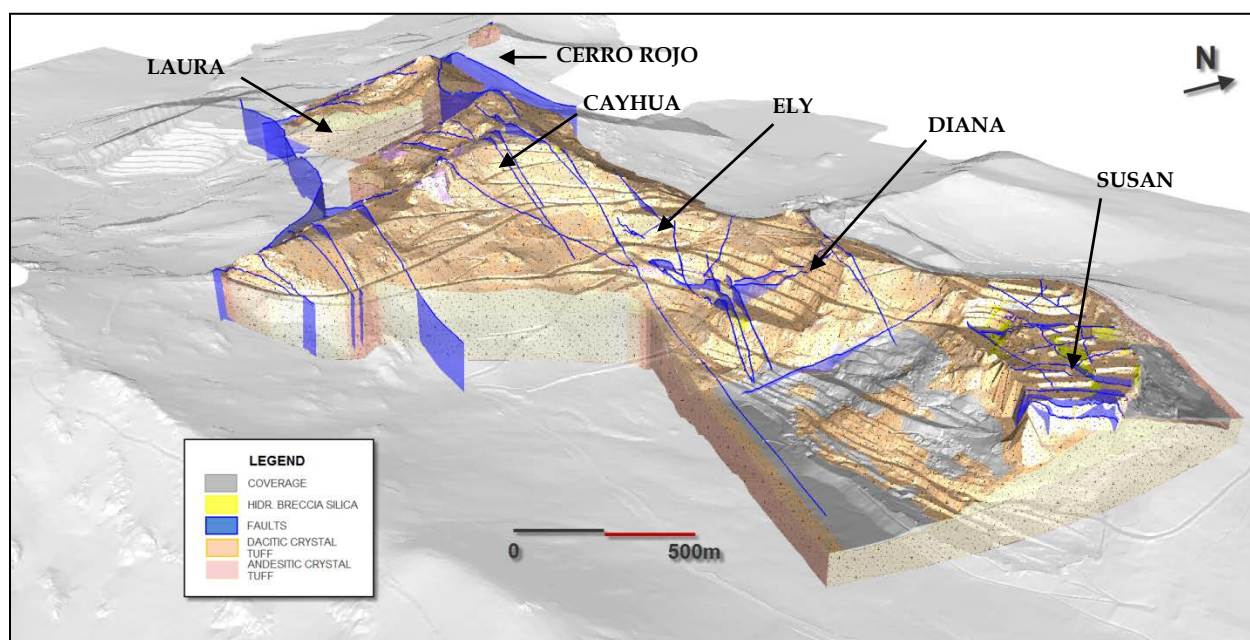 CERRO ROJO
LAURA
N
CAYHUA
ELY
DIANA
SUSAN
LEGEND
COVERAGE
HIDR. BRECCIA SILICA
FAULTS
DACITIC CRYSTAL
TUFF
ANDESITIC CRYSTAL
TUFF
0 500m